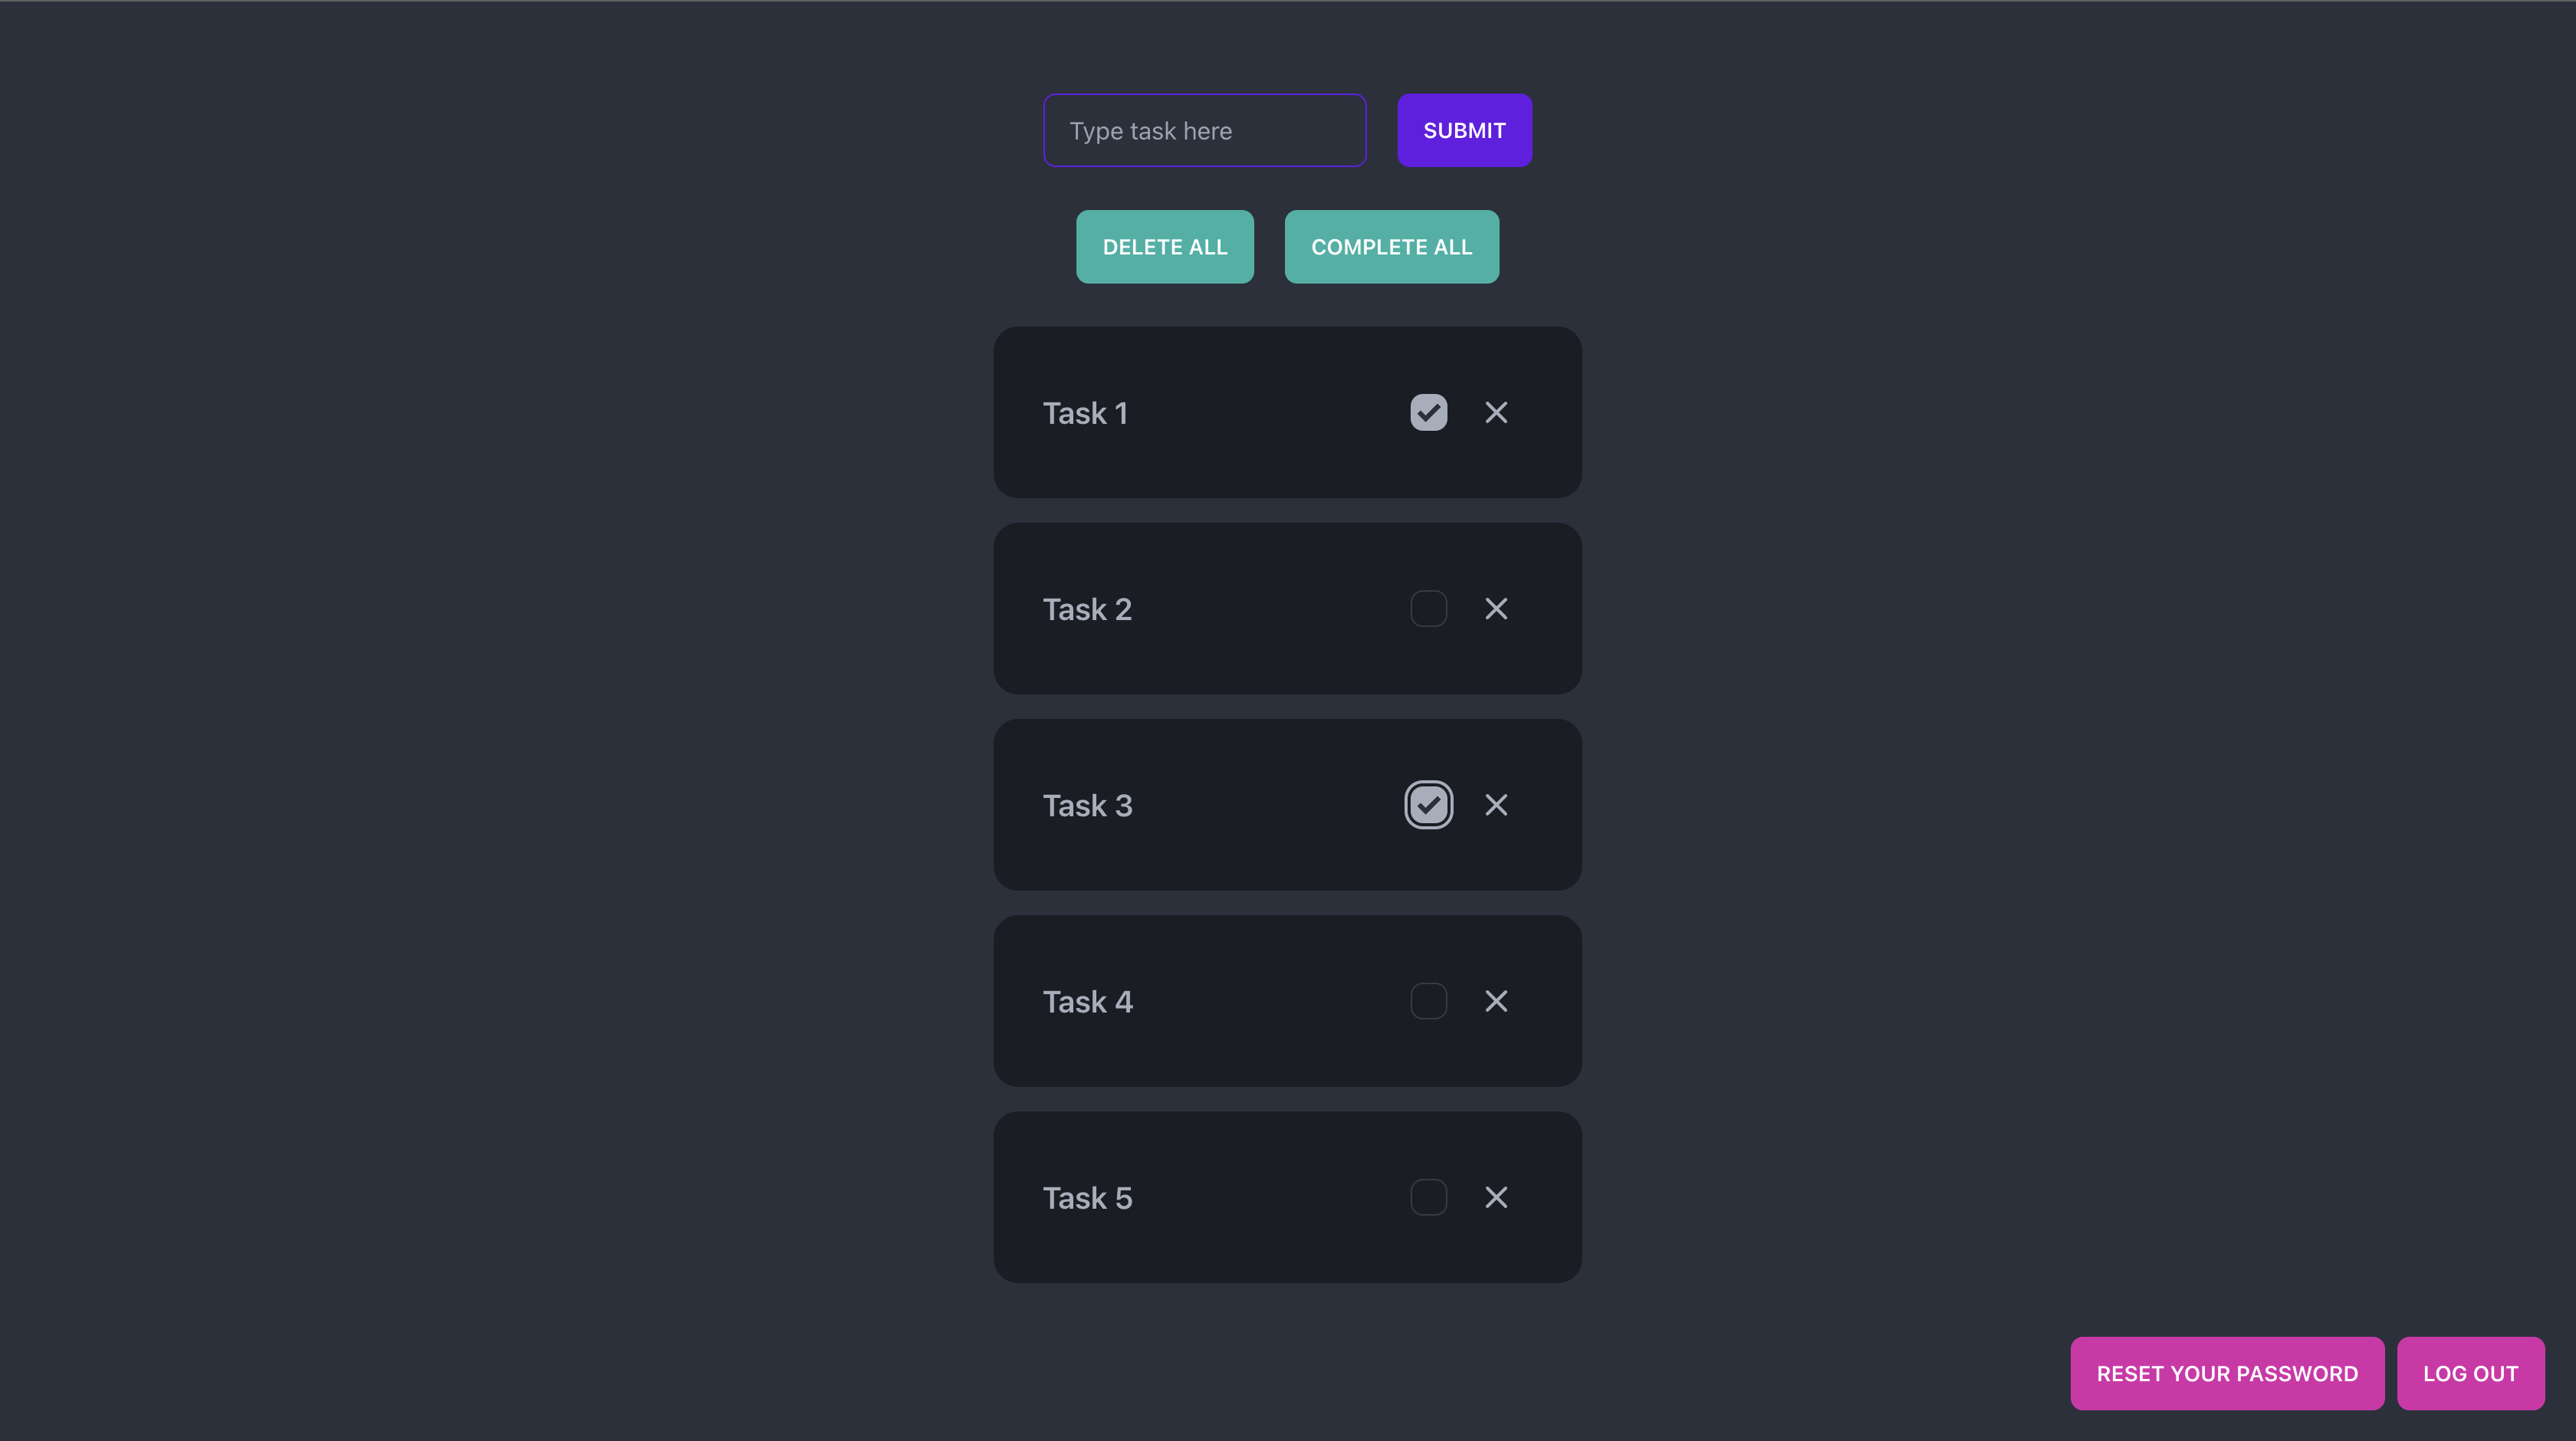 Type task here
SUBMIT
DELETE ALL
COMPLETE ALL
Task 1
Task 2
Task 3
Task 4
Task 5
RESET YOUR PASSWORD
LOG OUT